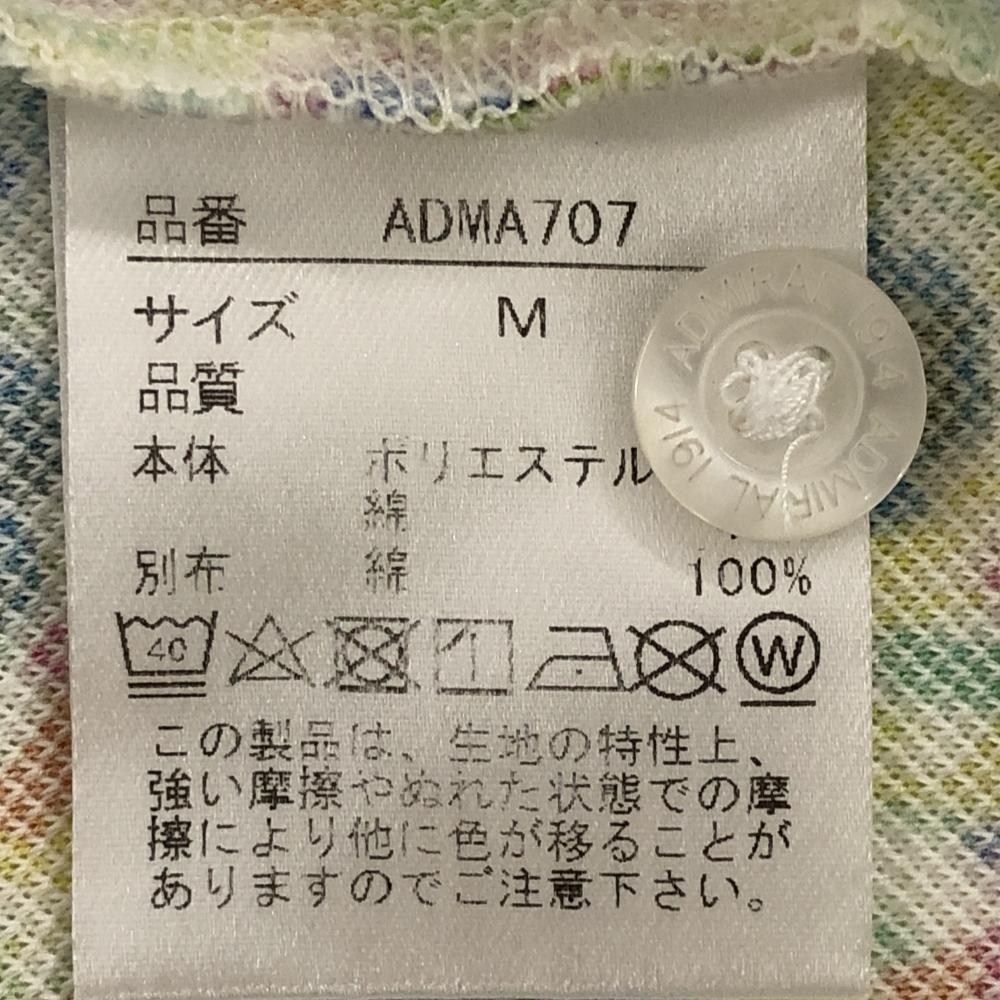 品番 ADMA707
サイズ M
品質
本体 ポリエステル
綿
別布 綿 100%
40
W
この製品は、生地の特性上、
強い摩擦やぬれた状態での摩
擦により他に色が移ることが
ありますのでご注意下さい。
ADMIRAL 1914 ADMIRAL 1914